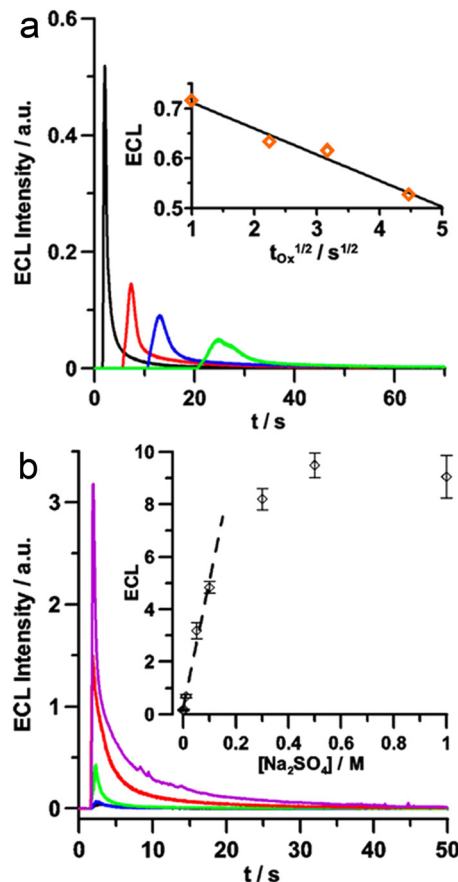 a
ECL Intensity / a.u.
0.6
0.4
0.2
0
0 20 40 60
t / s
ECL
0.7
0.6
0.5
1 2 3 4 5
tOx1/2 / s1/2
b
ECL Intensity / a.u.
3
2
1
0
0 10 20 30 40 50
t / s
ECL
10
8
6
4
2
0
0 0.2 0.4 0.6 0.8 1
[Na2SO4] / M